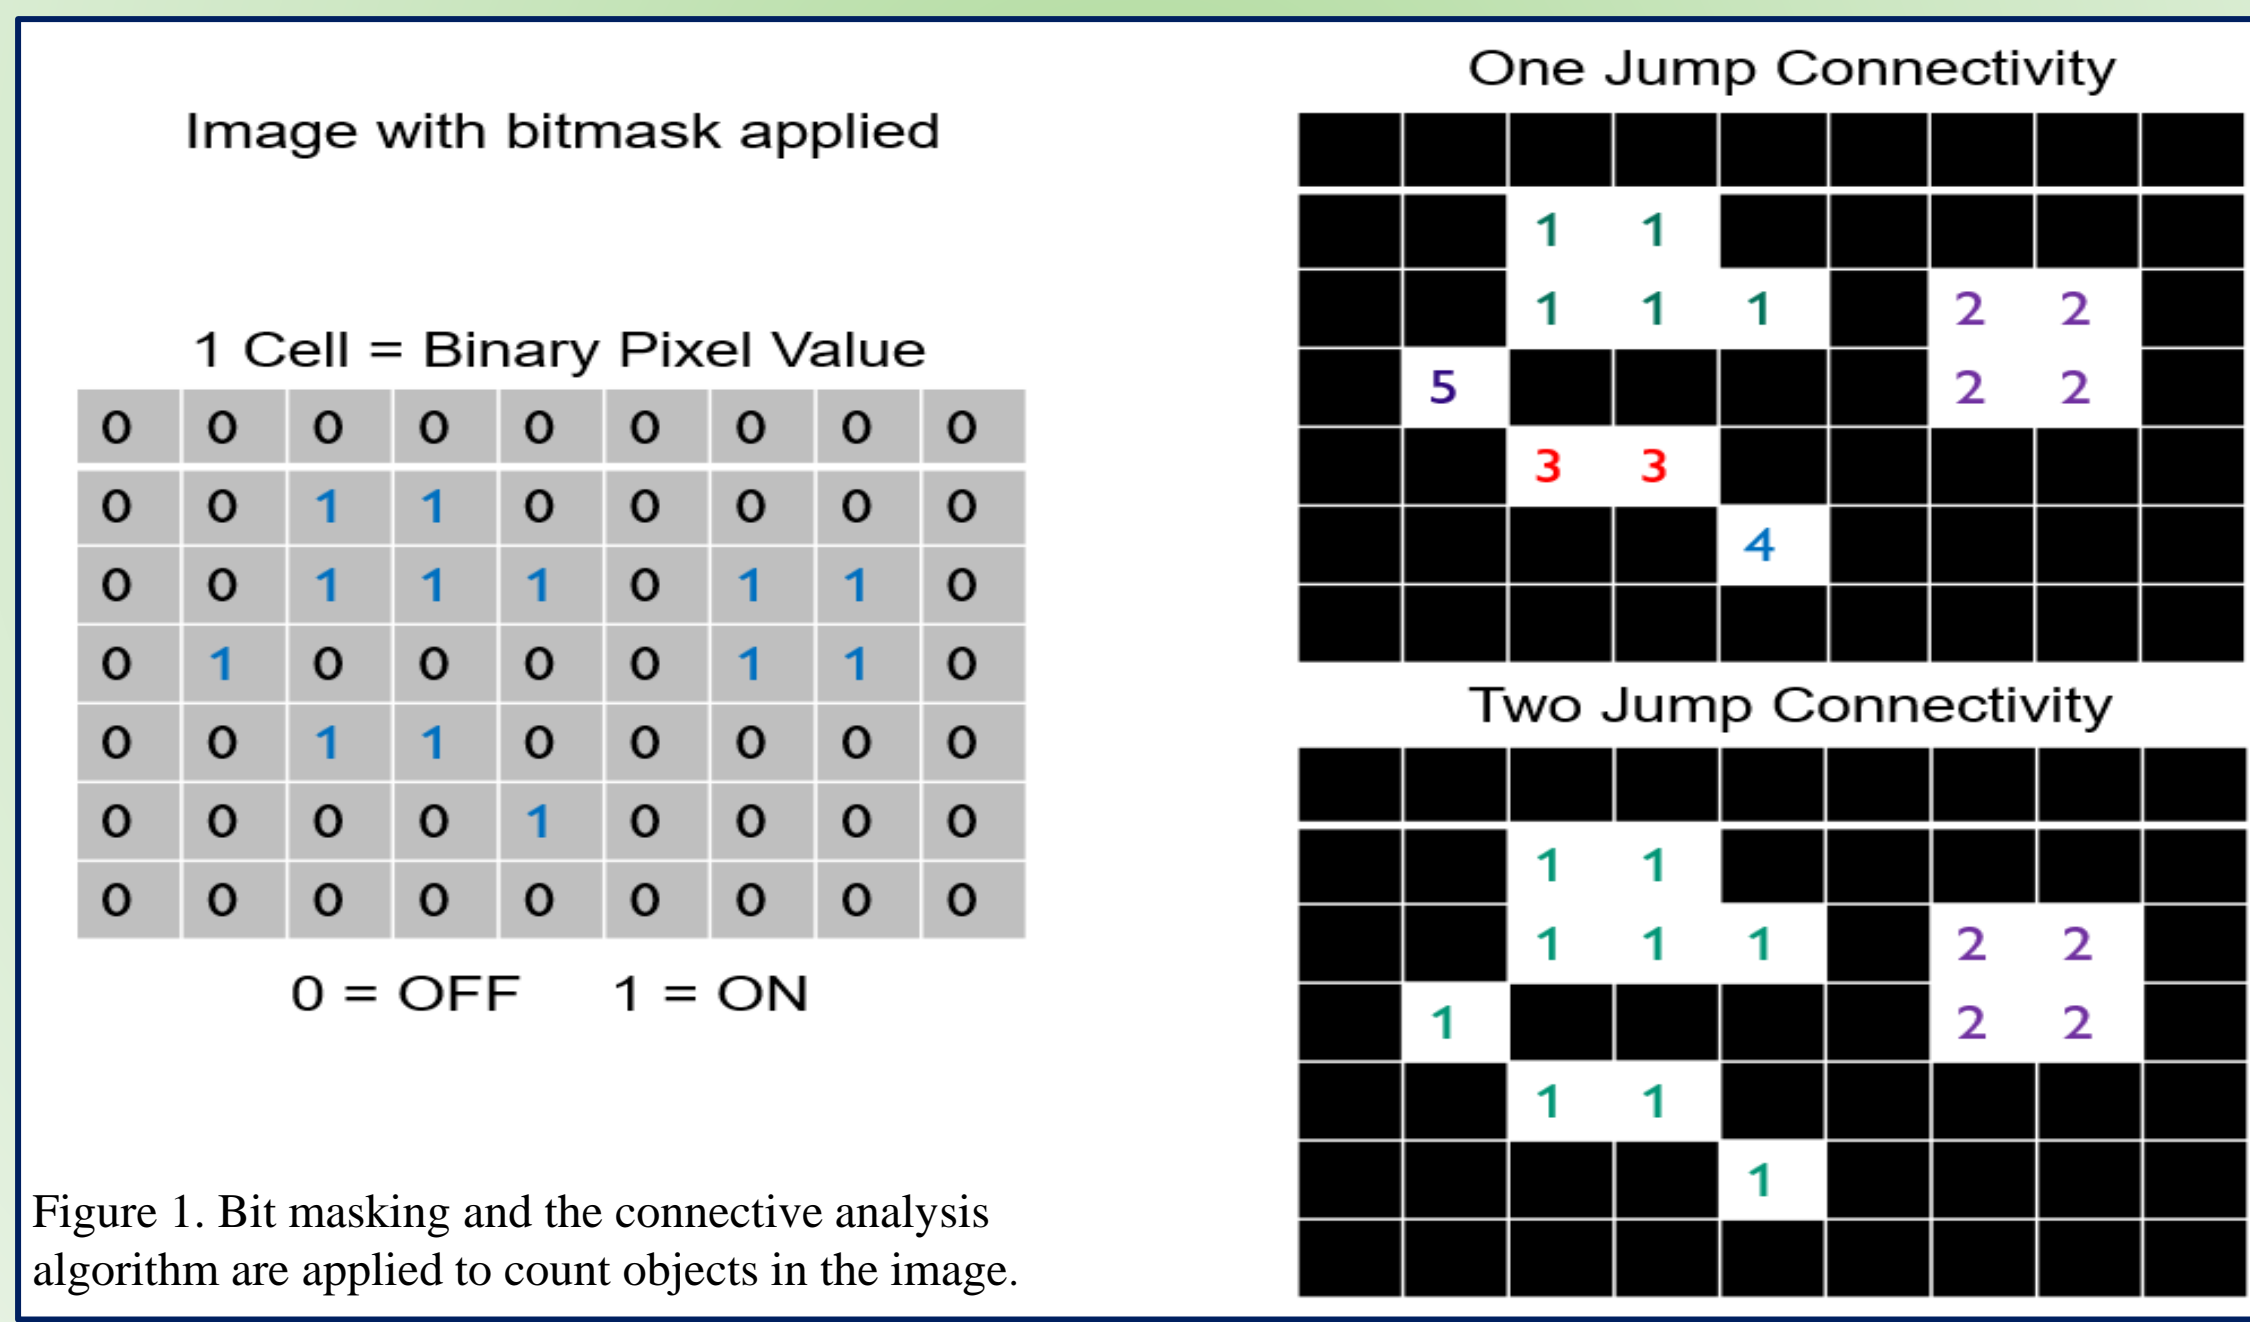 Image with bitmask applied
1 Cell = Binary Pixel Value
0 0 0 0 0 0 0 0 0
0 0 1 1 0 0 0 0 0
0 0 1 1 1 0 1 1 0
0 1 0 0 0 0 1 1 0
0 0 1 1 0 0 0 0 0
0 0 0 0 1 0 0 0 0
0 0 0 0 0 0 0 0 0
0 = OFF 1 = ON
Figure 1. Bit masking and the connective analysis
algorithm are applied to count objects in the image.
One Jump Connectivity
1 1
1 1 1 2 2
5 2 2
3 3
4
Two Jump Connectivity
1 1
1 1 1 2 2
1 2 2
1 1
1